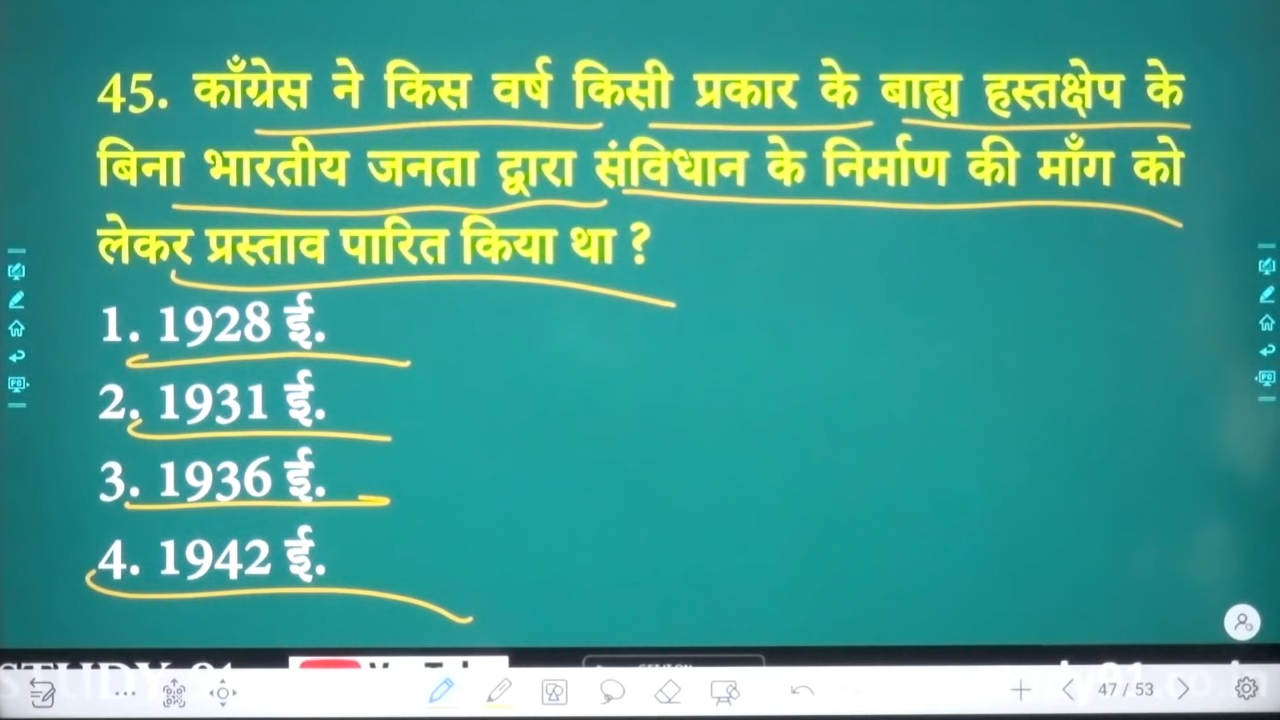 45. काँग्रेस ने किस वर्ष किसी प्रकार के बाह्य हस्तक्षेप के
बिना भारतीय जनता द्वारा संविधान के निर्माण की माँग को
लेकर प्रस्ताव पारित किया था ?
1. 1928 ई.
2. 1931 ई.
3. 1936 ई.
4. 1942 ई.
47 / 53